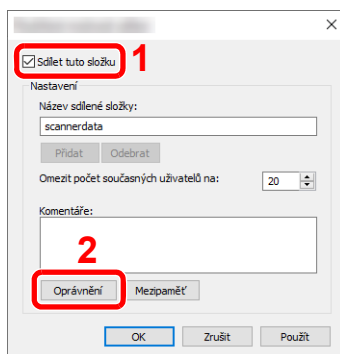 Sdílet tuto složku 1
Nastavení
Název sdílené složky:
scannerdata
Přidat Odebrat
Omezit počet současných uživatelů na: 20
Komentáře:
2
Oprávnění Mezipaměť
OK Zrušit Použít